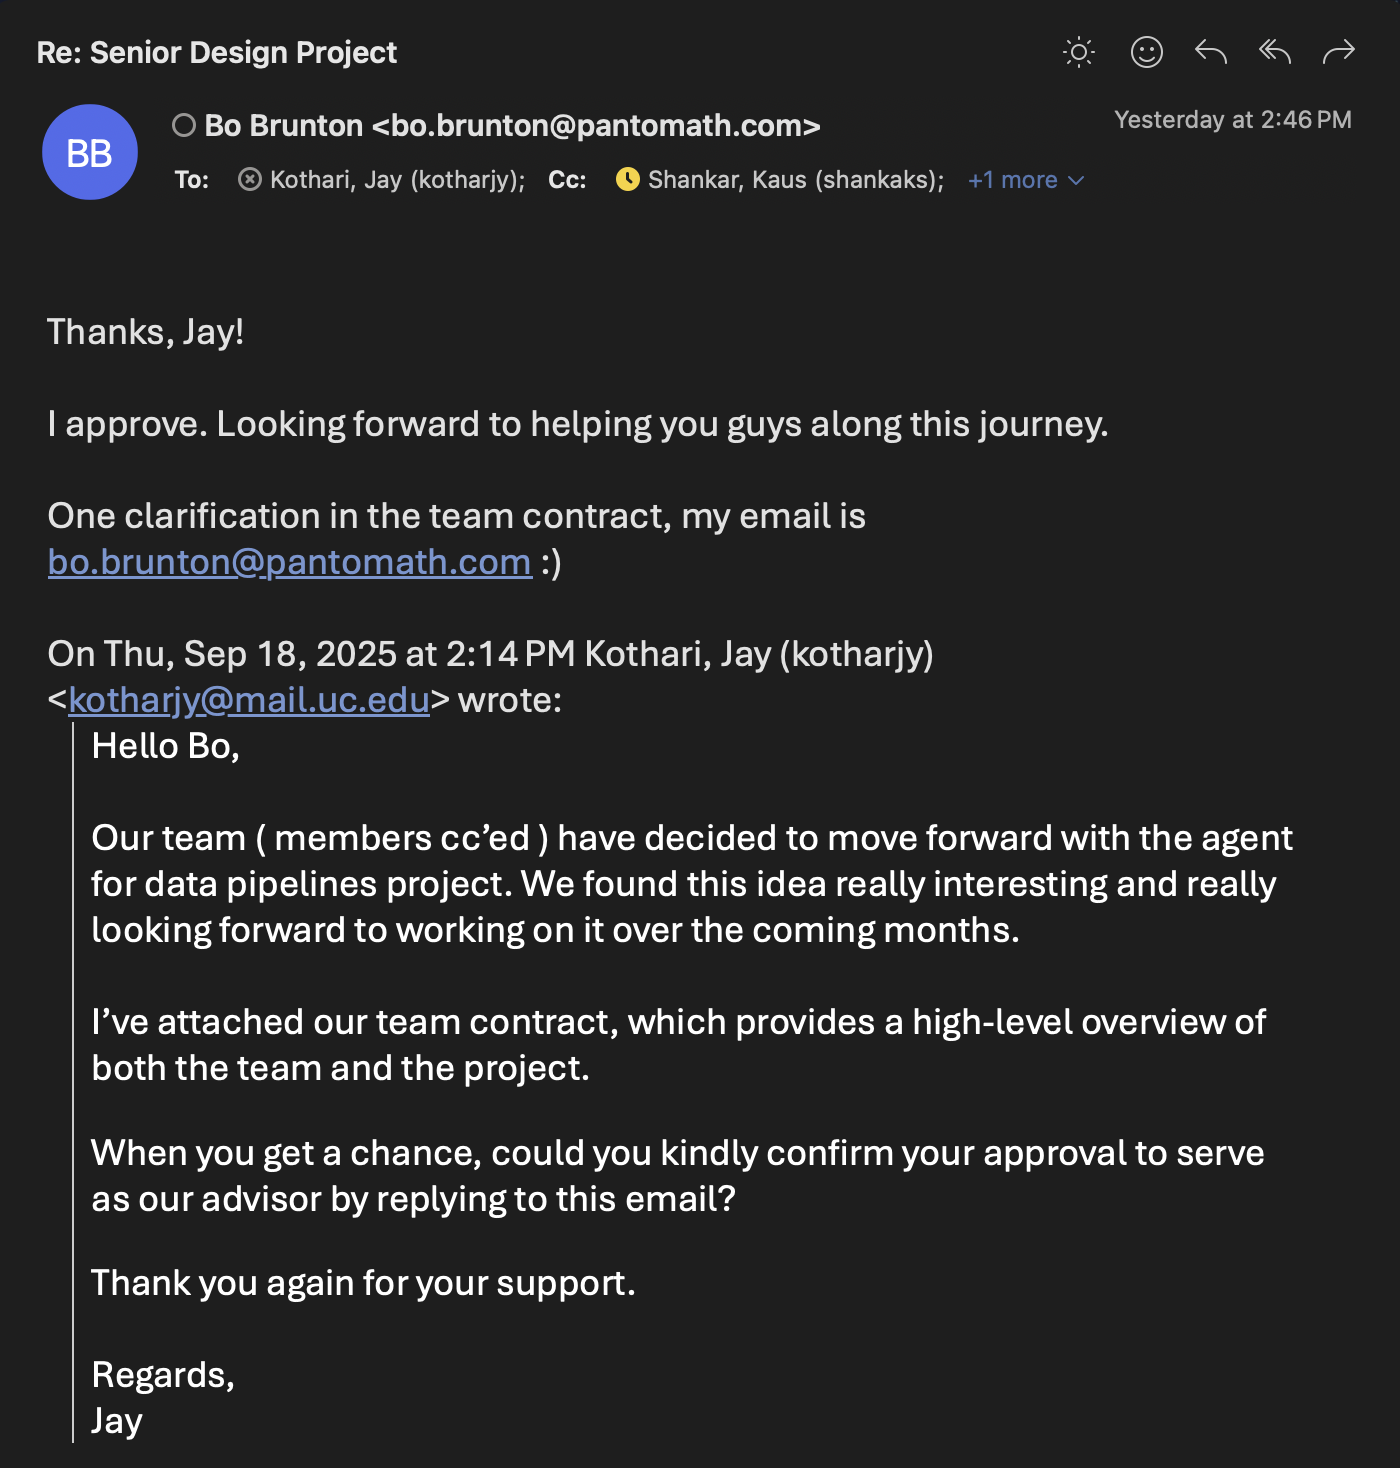 Re: Senior Design Project
BB
Bo Brunton <bo.brunton@pantomath.com>
Yesterday at 2:46 PM
To: Kothari, Jay (kotharjy); Cc: Shankar, Kaus (shankaks); +1 more
Thanks, Jay!
I approve. Looking forward to helping you guys along this journey.
One clarification in the team contract, my email is
bo.brunton@pantomath.com :)
On Thu, Sep 18, 2025 at 2:14 PM Kothari, Jay (kotharjy)
<kotharjy@mail.uc.edu> wrote:
Hello Bo,
Our team ( members cc’ed ) have decided to move forward with the agent
for data pipelines project. We found this idea really interesting and really
looking forward to working on it over the coming months.
I’ve attached our team contract, which provides a high-level overview of
both the team and the project.
When you get a chance, could you kindly confirm your approval to serve
as our advisor by replying to this email?
Thank you again for your support.
Regards,
Jay